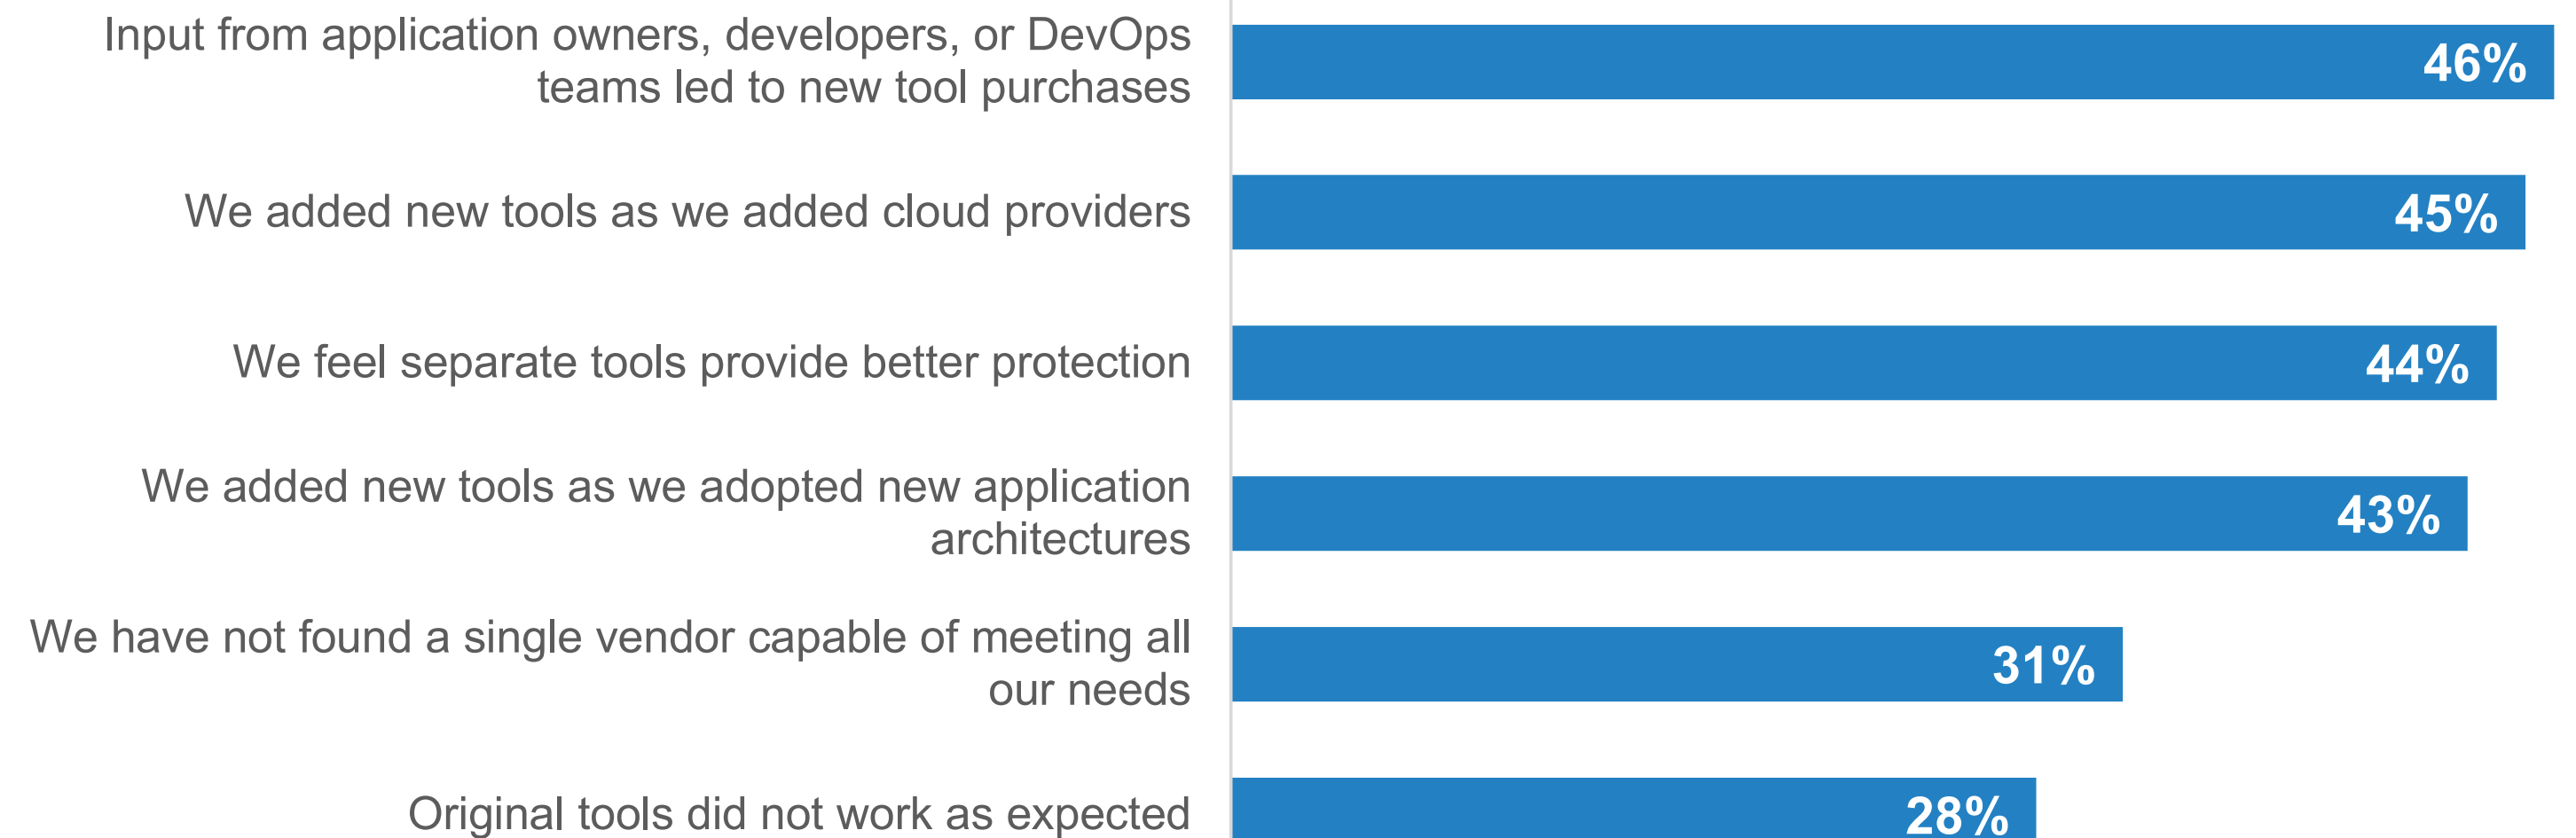 Input from application owners, developers, or DevOps
teams led to new tool purchases
46%
We added new tools as we added cloud providers
45%
We feel separate tools provide better protection
44%
We added new tools as we adopted new application
architectures
43%
We have not found a single vendor capable of meeting all
our needs
31%
Original tools did not work as expected
28%